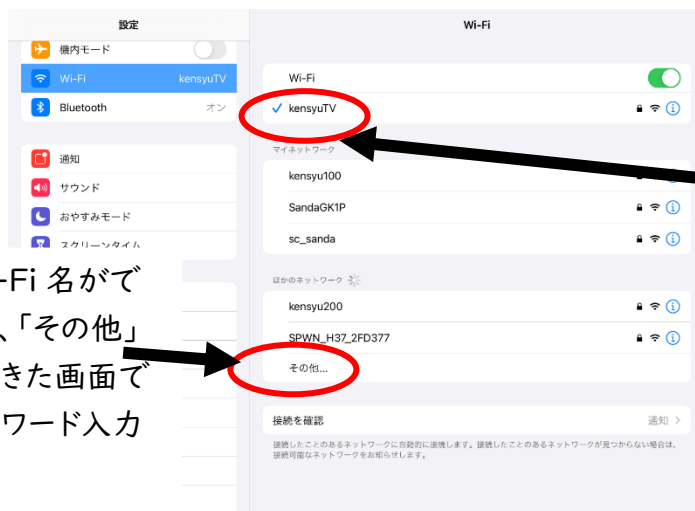 設定
機内モード
Wi-Fi kensyuTV
Bluetooth オン
通知
サウンド
おやすみモード
スクリーンタイム
-Fi 名がで
、「その他」
きた画面で
ワード入力
Wi-Fi
Wi-Fi
kensyuTV
マイネットワーク
kensyu100
SandaGK1P
sc_sanda
ほかのネットワーク
kensyu200
SPWN_H37_2FD377
その他...
接続を確認 通知
接続したことのあるネットワークに自動的に接続します。接続したことのあるネットワークが見つからない場合は、
接続可能なネットワークをお知らせします。